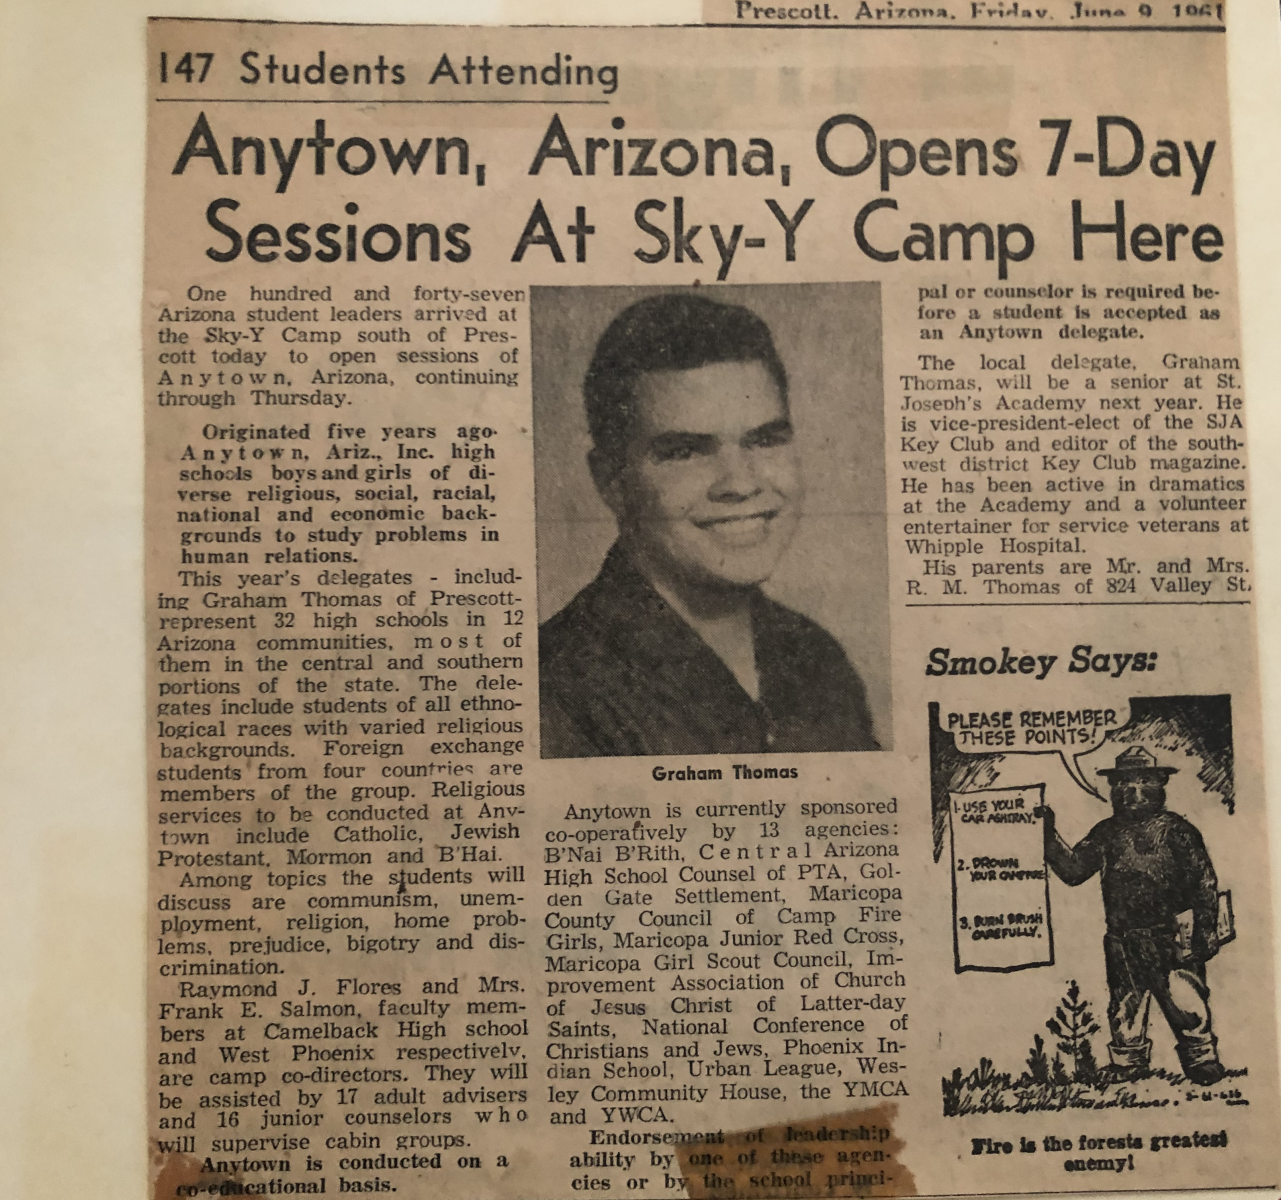 Prescott, Arizona, Friday, June 9, 1961
147 Students Attending
Anytown, Arizona, Opens 7-Day
Sessions At Sky-Y Camp Here
One hundred and forty-seven
Arizona student leaders arrived at
the Sky-Y Camp south of Pres-
cott today to open sessions of
Anytown, Arizona, continuing
through Thursday.
Originated five years ago-
Anytown, Ariz., Inc. high
schools boys and girls of di-
verse religious, social, racial,
national and economic back-
grounds to study problems in
human relations.
This year's delegates - includ-
ing Graham Thomas of Prescott-
represent 32 high schools in 12
Arizona communities, most of
them in the central and southern
portions of the state. The dele-
gates include students of all ethno-
logical races with varied religious
backgrounds. Foreign exchange
students from four countries are
members of the group. Religious
services to be conducted at Any-
town include Catholic, Jewish
Protestant, Mormon and B'Hai.
Among topics the students will
discuss are communism, unem-
ployment, religion, home prob-
lems, prejudice, bigotry and dis-
crimination.
Raymond J. Flores and Mrs.
Frank E. Salmon, faculty mem-
bers at Camelback High school
and West Phoenix respectively,
are camp co-directors. They will
be assisted by 17 adult advisers
and 16 junior counselors who
will supervise cabin groups.
Anytown is conducted on a
co-educational basis.
Graham Thomas
Anytown is currently sponsored
co-operatively by 13 agencies:
B'Nai B'Rith, Central Arizona
High School Counsel of PTA, Gol-
den Gate Settlement, Maricopa
County Council of Camp Fire
Girls, Maricopa Junior Red Cross,
Maricopa Girl Scout Council, Im-
provement Association of Church
of Jesus Christ of Latter-day
Saints, National Conference of
Christians and Jews, Phoenix In-
dian School, Urban League, Wes-
ley Community House, the YMCA
and YWCA.
Endorsement of leadership
ability by one of these agen-
cies or by the school princi-
pal or counselor is required be-
fore a student is accepted as
an Anytown delegate.
The local delegate, Graham
Thomas, will be a senior at St.
Joseph's Academy next year. He
is vice-president-elect of the SJA
Key Club and editor of the south-
west district Key Club magazine.
He has been active in dramatics
at the Academy and a volunteer
entertainer for service veterans at
Whipple Hospital.
His parents are Mr. and Mrs.
R. M. Thomas of 824 Valley St.
Smokey Says:
PLEASE REMEMBER
THESE POINTS!
1. USE YOUR
CAR ASHTRAY.
2. DROWN
YOUR CAMPFIRE
3. BURN BRUSH
CAREFULLY.
Fire is the forests greatest
enemy!